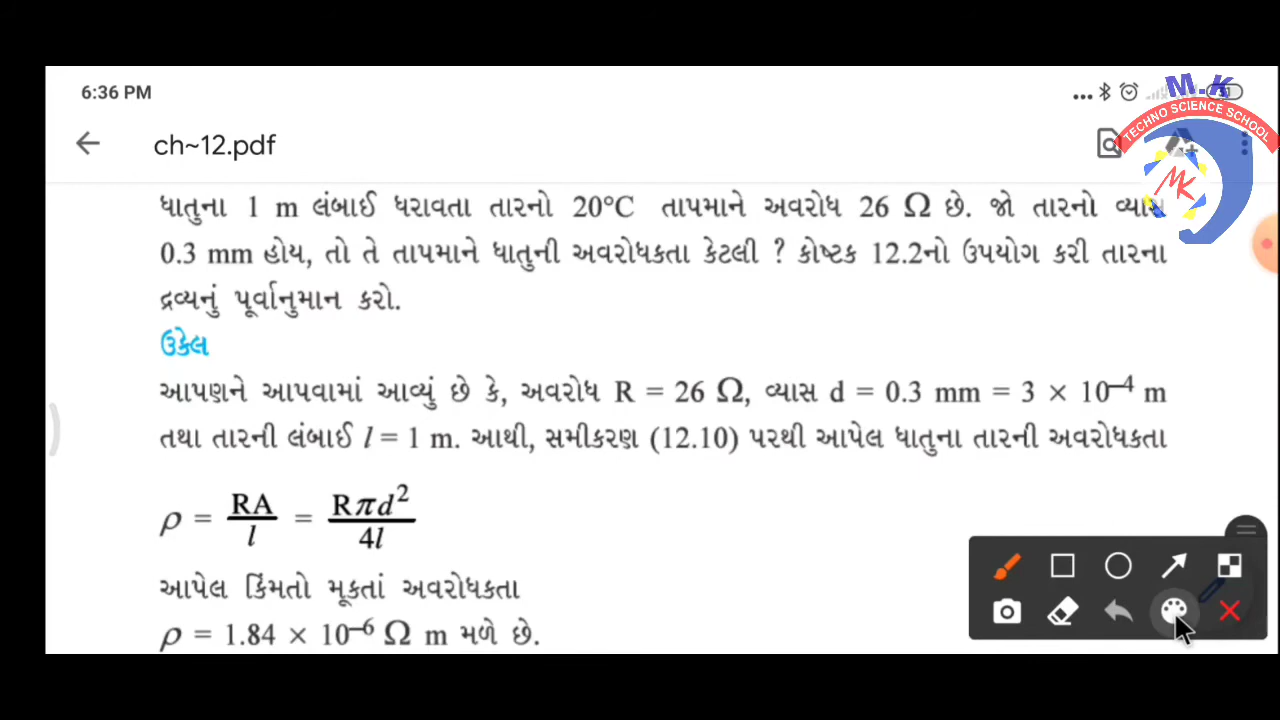 M.K
TECHNO SCIENCE SCHOOL
MK
6:36 PM
ch~12.pdf
ધાતુના 1 m લંબાઈ ધરાવતા તારનો 20°C તાપમાને અવરોધ 26 Ω છે. જો તારનો વ્યાસ
0.3 mm હોય, તો તે તાપમાને ધાતુની અવરોધકતા કેટલી ? કોષ્ટક 12.2નો ઉપયોગ કરી તારના
દ્રવ્યનું પૂર્વાનુમાન કરો.
ઉકેલ
આપણને આપવામાં આવ્યું છે કે, અવરોધ R = 26 Ω, વ્યાસ d = 0.3 mm = 3 × 10⁻⁴ m
તથા તારની લંબાઈ l = 1 m. આથી, સમીકરણ (12.10) પરથી આપેલ ધાતુના તારની અવરોધકતા
ρ = RA/l = Rπd²/4l
આપેલ કિંમતો મૂકતાં અવરોધકતા
ρ = 1.84 × 10⁻⁶ Ω m મળે છે.